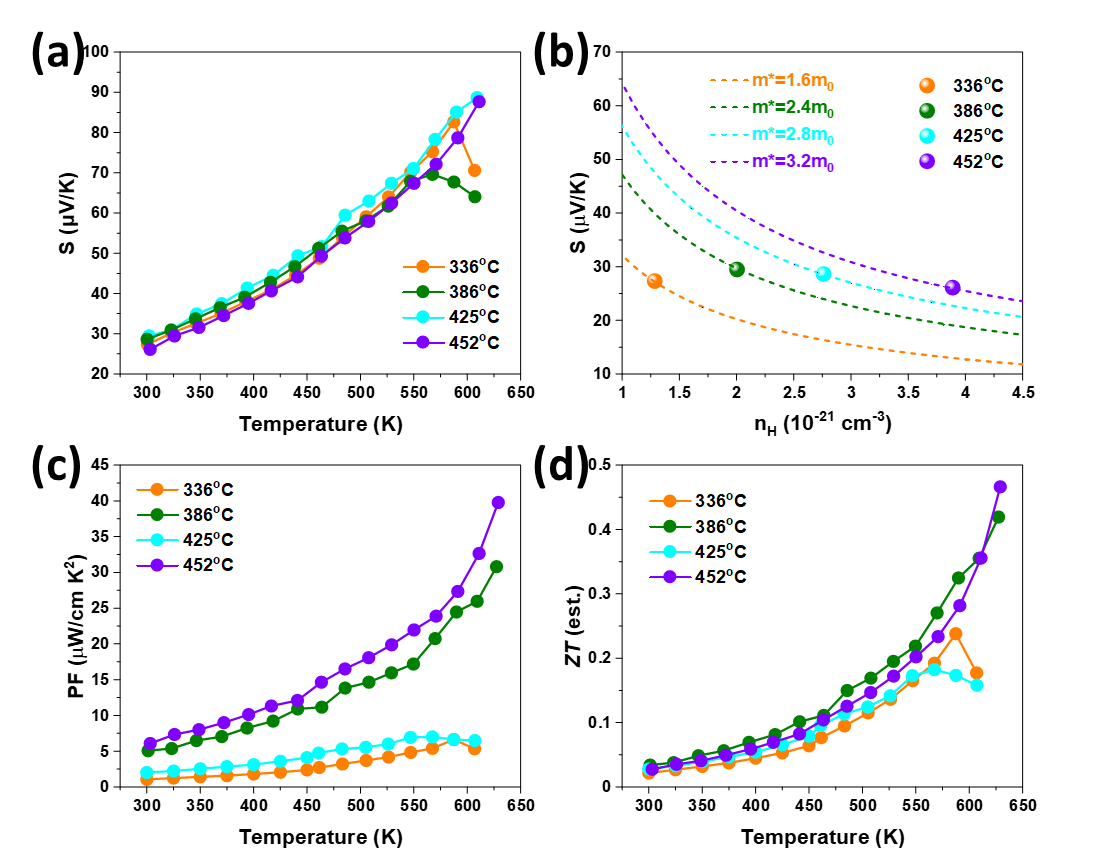 (a)
100
90
80
70
60
50
40
30
20
S (µV/K)
336°C
386°C
425°C
452°C
300 350 400 450 500 550 600 650
Temperature (K)
(b)
70
60
50
40
30
20
10
S (µV/K)
m*=1.6m₀
m*=2.4m₀
m*=2.8m₀
m*=3.2m₀
336°C
386°C
425°C
452°C
1 1.5 2 2.5 3 3.5 4 4.5
n_H (10⁻²¹ cm⁻³)
(c)
45
40
35
30
25
20
15
10
5
0
PF (µW/cm K²)
336°C
386°C
425°C
452°C
300 350 400 450 500 550 600 650
Temperature (K)
(d)
0.5
0.4
0.3
0.2
0.1
0
ZT (est.)
336°C
386°C
425°C
452°C
300 350 400 450 500 550 600 650
Temperature (K)